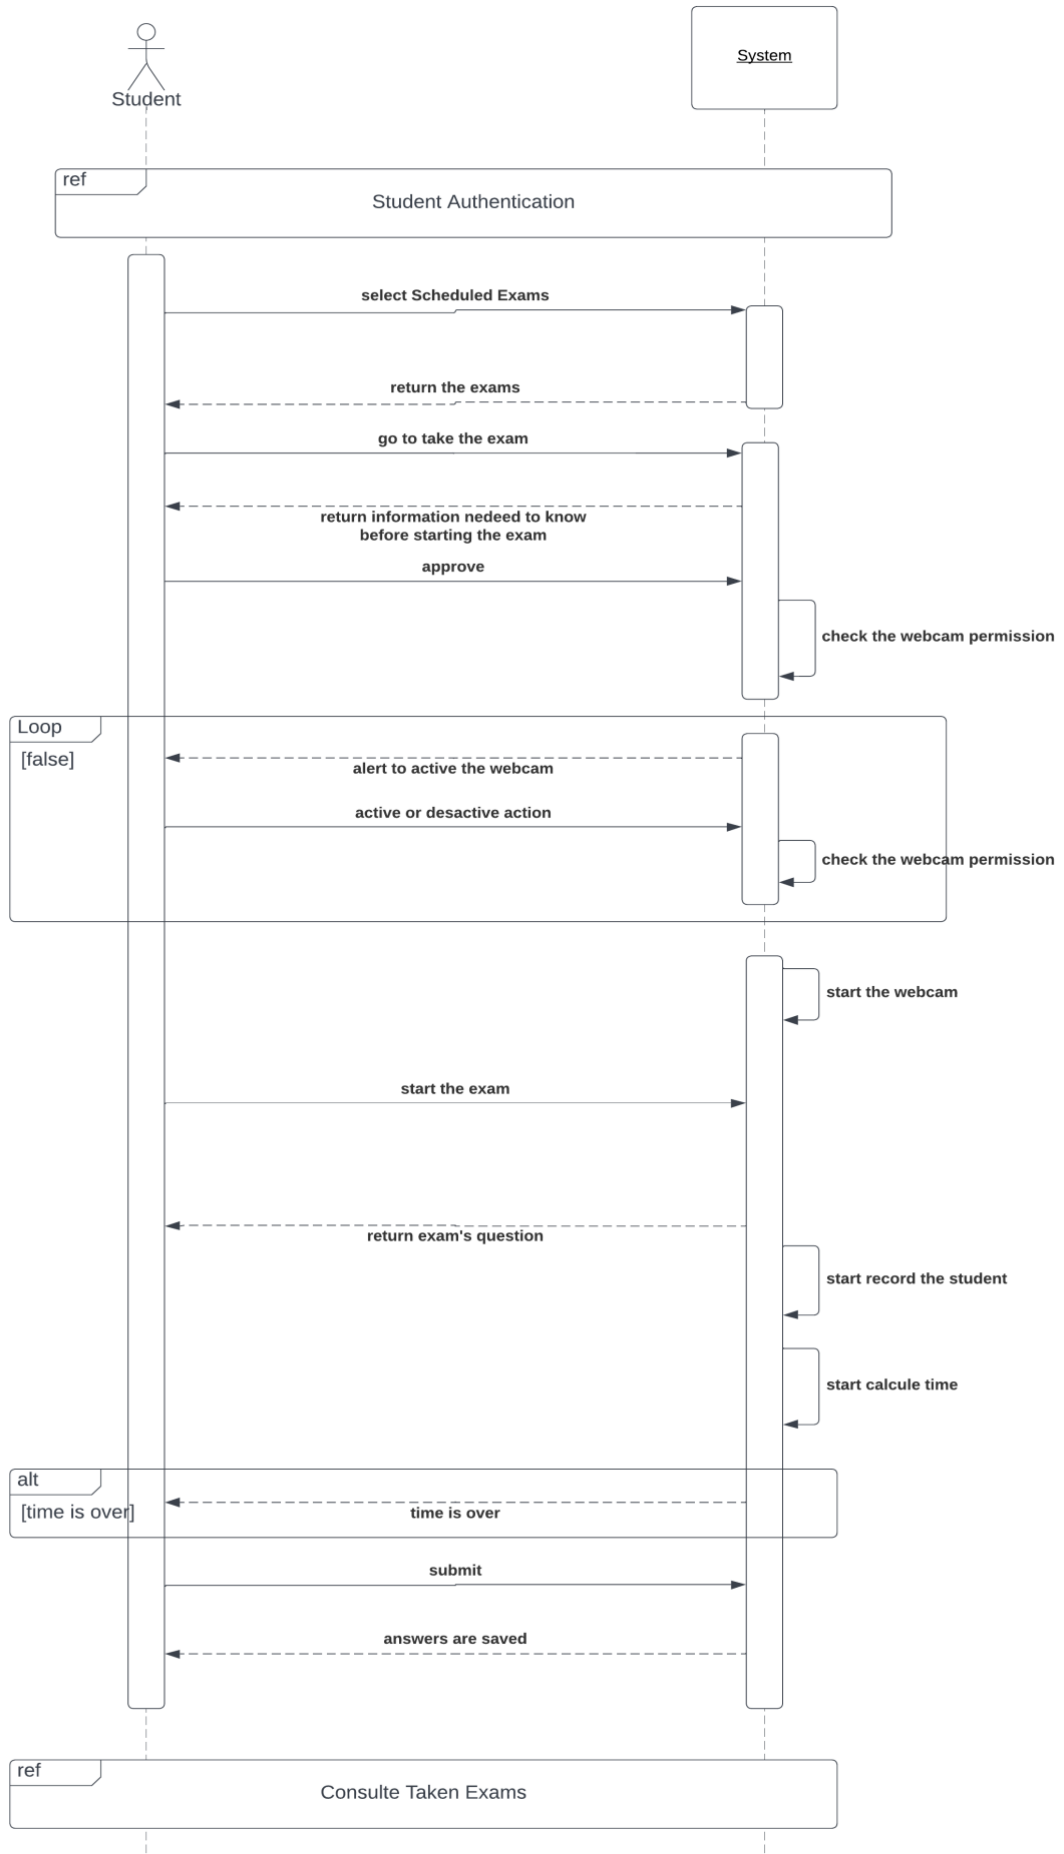 Student
System
ref
Student Authentication
select Scheduled Exams
return the exams
go to take the exam
return information nedeed to know
before starting the exam
approve
check the webcam permission
Loop
[false]
alert to active the webcam
active or desactive action
check the webcam permission
start the webcam
start the exam
return exam's question
start record the student
start calcule time
alt
[time is over]
time is over
submit
answers are saved
ref
Consulte Taken Exams